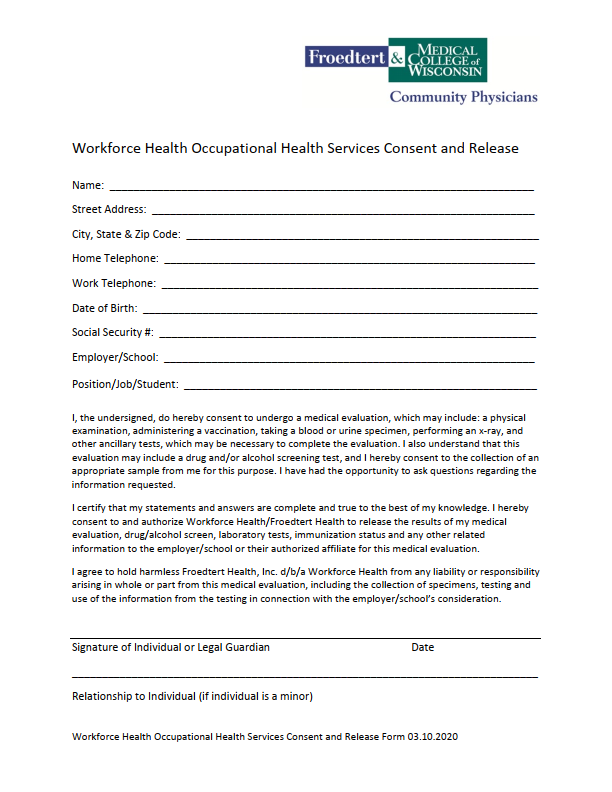 Froedtert & MEDICAL COLLEGE of WISCONSIN
Community Physicians
Workforce Health Occupational Health Services Consent and Release
Name:
Street Address:
City, State & Zip Code:
Home Telephone:
Work Telephone:
Date of Birth:
Social Security #:
Employer/School:
Position/Job/Student:
I, the undersigned, do hereby consent to undergo a medical evaluation, which may include: a physical
examination, administering a vaccination, taking a blood or urine specimen, performing an x-ray, and
other ancillary tests, which may be necessary to complete the evaluation. I also understand that this
evaluation may include a drug and/or alcohol screening test, and I hereby consent to the collection of an
appropriate sample from me for this purpose. I have had the opportunity to ask questions regarding the
information requested.
I certify that my statements and answers are complete and true to the best of my knowledge. I hereby
consent to and authorize Workforce Health/Froedtert Health to release the results of my medical
evaluation, drug/alcohol screen, laboratory tests, immunization status and any other related
information to the employer/school or their authorized affiliate for this medical evaluation.
I agree to hold harmless Froedtert Health, Inc. d/b/a Workforce Health from any liability or responsibility
arising in whole or part from this medical evaluation, including the collection of specimens, testing and
use of the information from the testing in connection with the employer/school's consideration.
Signature of Individual or Legal Guardian Date
Relationship to Individual (if individual is a minor)
Workforce Health Occupational Health Services Consent and Release Form 03.10.2020